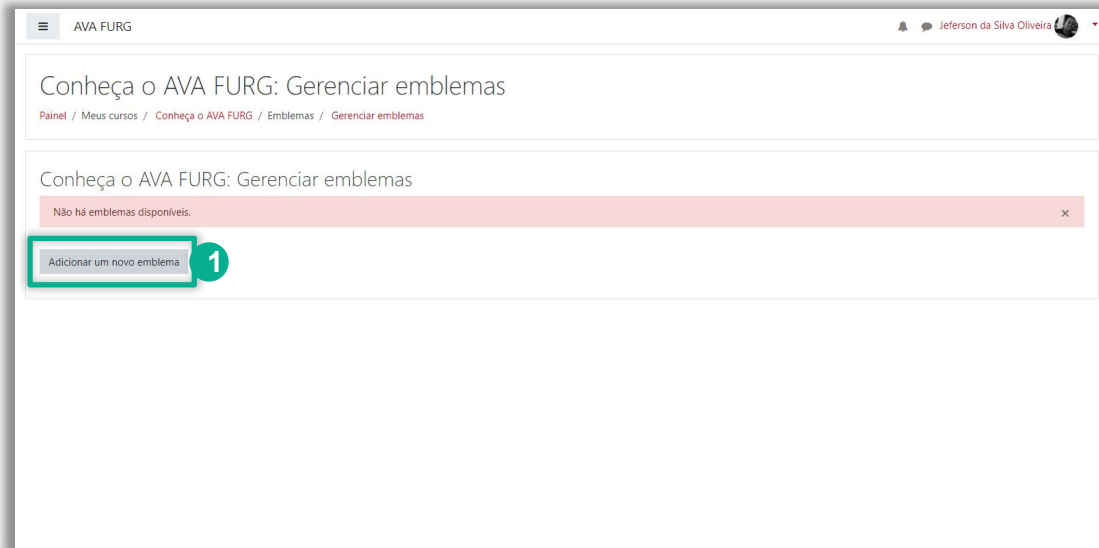 AVA FURG
Jeferson da Silva Oliveira
Conheça o AVA FURG: Gerenciar emblemas
Painel / Meus cursos / Conheça o AVA FURG / Emblemas / Gerenciar emblemas
Conheça o AVA FURG: Gerenciar emblemas
Não há emblemas disponíveis.
×
Adicionar um novo emblema
1